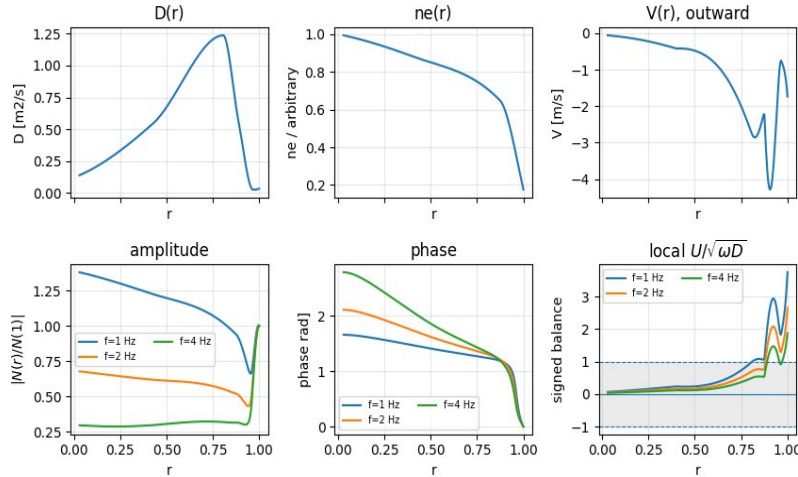 D(r)
ne(r)
V(r), outward
D [m2/s]
1.25
1.00
0.75
0.50
0.25
0.00
r
ne / arbitrary
1.0
0.8
0.6
0.4
0.2
r
V [m/s]
0
−1
−2
−3
−4
r
amplitude
phase
local U/√ωD
|N(r)/N(1)|
1.25
1.00
0.75
0.50
0.25
f=1 Hz
f=2 Hz
f=4 Hz
0.00 0.25 0.50 0.75 1.00
r
phase rad]
2
1
0
f=1 Hz
f=2 Hz
f=4 Hz
0.00 0.25 0.50 0.75 1.00
r
signed balance
3
2
1
0
−1
f=1 Hz
f=2 Hz
f=4 Hz
0.00 0.25 0.50 0.75 1.00
r